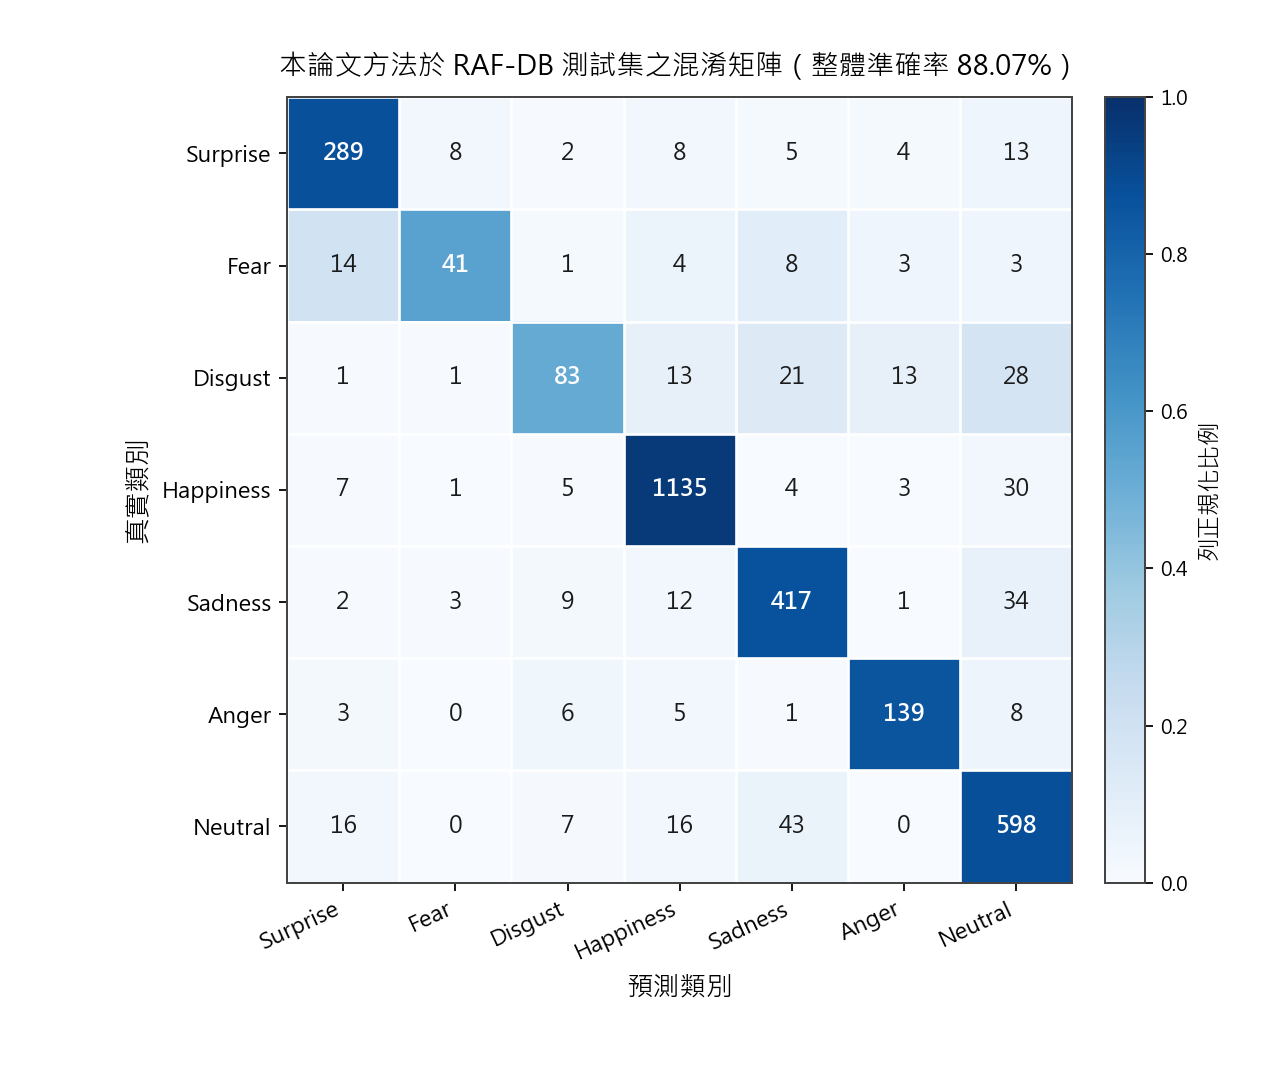 本論文方法於 RAF-DB 測試集之混淆矩陣（整體準確率 88.07%）
真實類別
Surprise 289 8 2 8 5 4 13
Fear 14 41 1 4 8 3 3
Disgust 1 1 83 13 21 13 28
Happiness 7 1 5 1135 4 3 30
Sadness 2 3 9 12 417 1 34
Anger 3 0 6 5 1 139 8
Neutral 16 0 7 16 43 0 598
Surprise Fear Disgust Happiness Sadness Anger Neutral
預測類別
1.0
0.8
0.6
0.4
0.2
0.0
列正規化比例